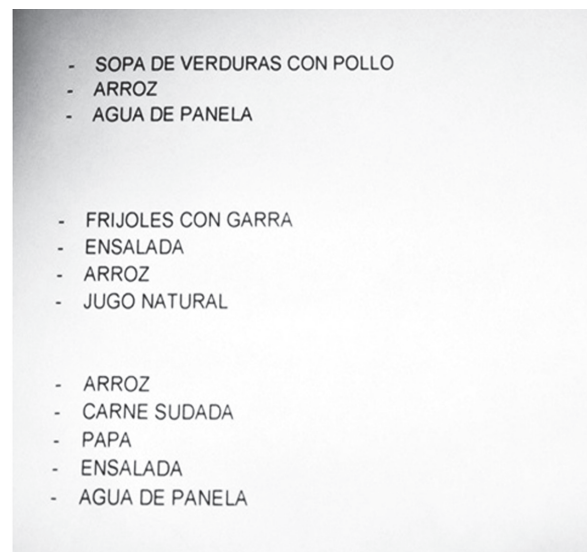 - SOPA DE VERDURAS CON POLLO
- ARROZ
- AGUA DE PANELA
- FRIJOLES CON GARRA
- ENSALADA
- ARROZ
- JUGO NATURAL
- ARROZ
- CARNE SUDADA
- PAPA
- ENSALADA
- AGUA DE PANELA